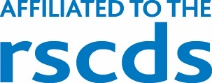 AFFILIATED TO THE
rscds